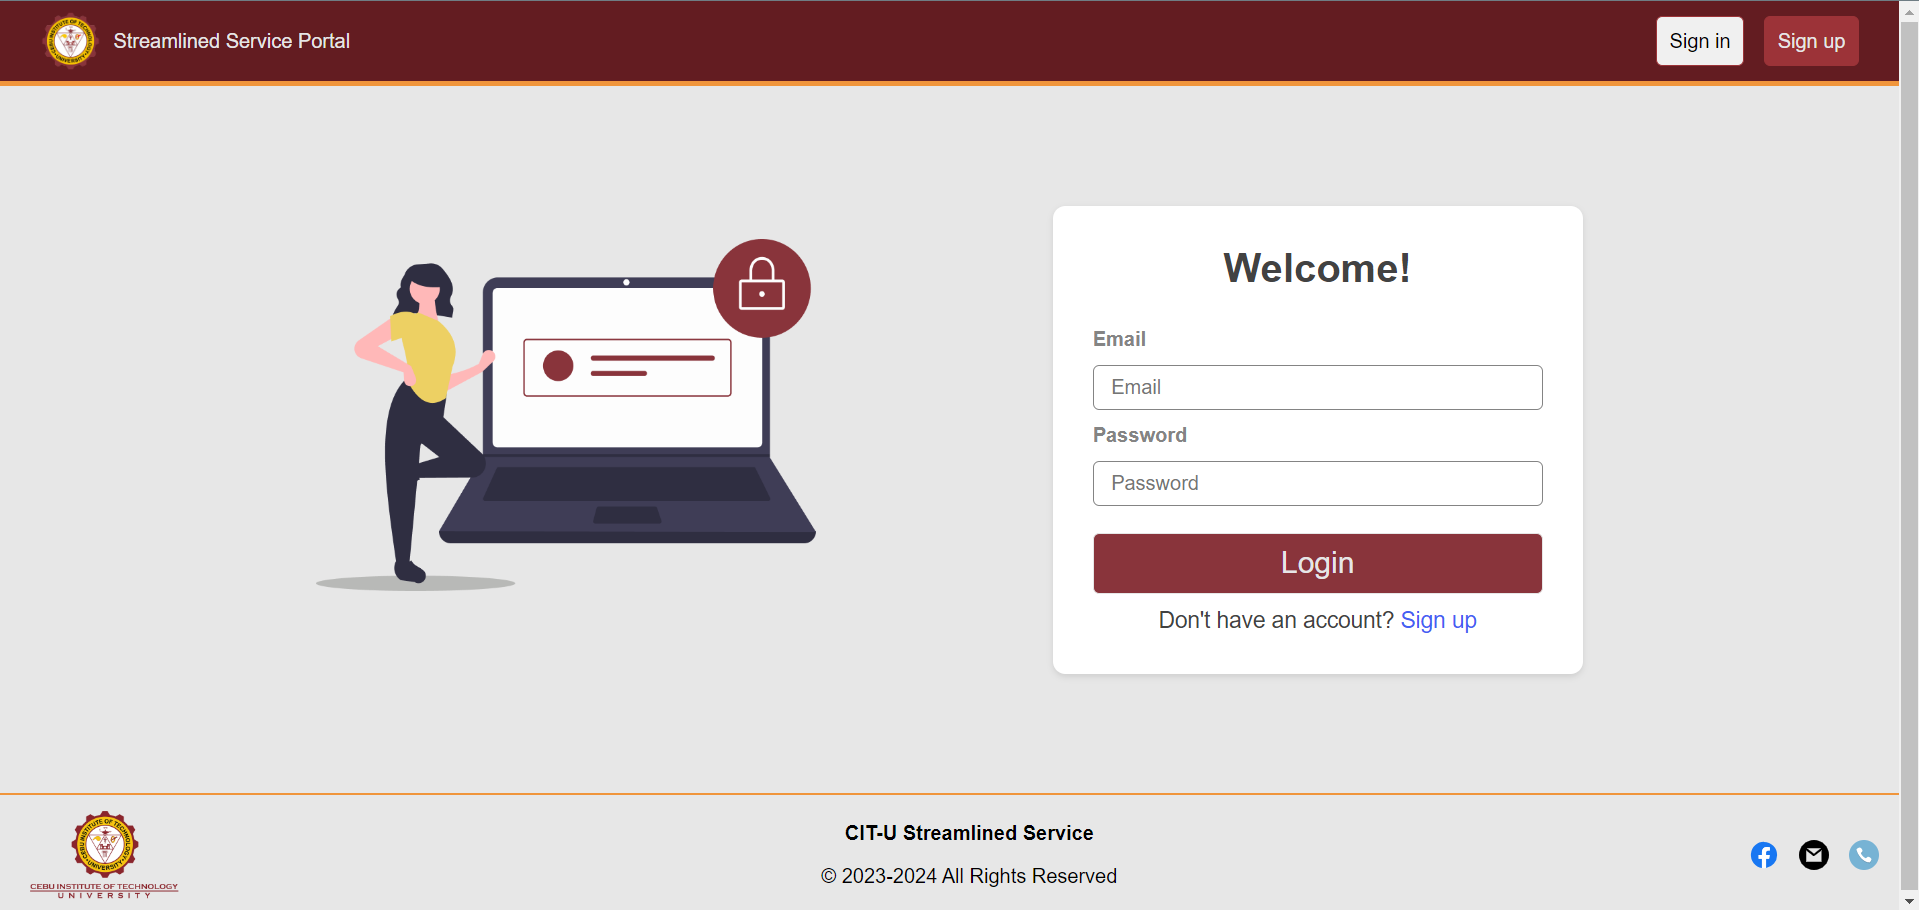 Streamlined Service Portal
Sign in
Sign up
Welcome!
Email
Email
Password
Password
Login
Don't have an account? Sign up
CEBU INSTITUTE OF TECHNOLOGY
UNIVERSITY
CIT-U Streamlined Service
© 2023-2024 All Rights Reserved